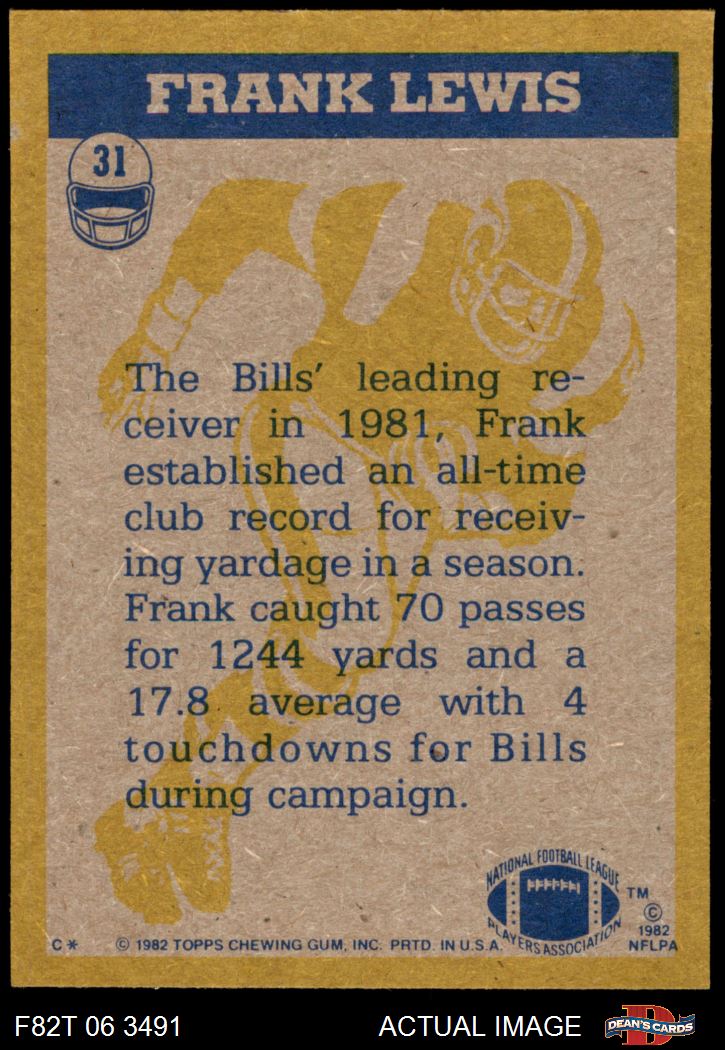 FRANK LEWIS
31
The Bills' leading re-
ceiver in 1981, Frank
established an all-time
club record for receiv-
ing yardage in a season.
Frank caught 70 passes
for 1244 yards and a
17.8 average with 4
touchdowns for Bills
during campaign.
NATIONAL FOOTBALL LEAGUE
PLAYERS ASSOCIATION
TM
©
1982
NFLPA
C* © 1982 TOPPS CHEWING GUM, INC. PRTD. IN U.S.A.
F82T 06 3491 ACTUAL IMAGE
D
DEAN'S CARDS